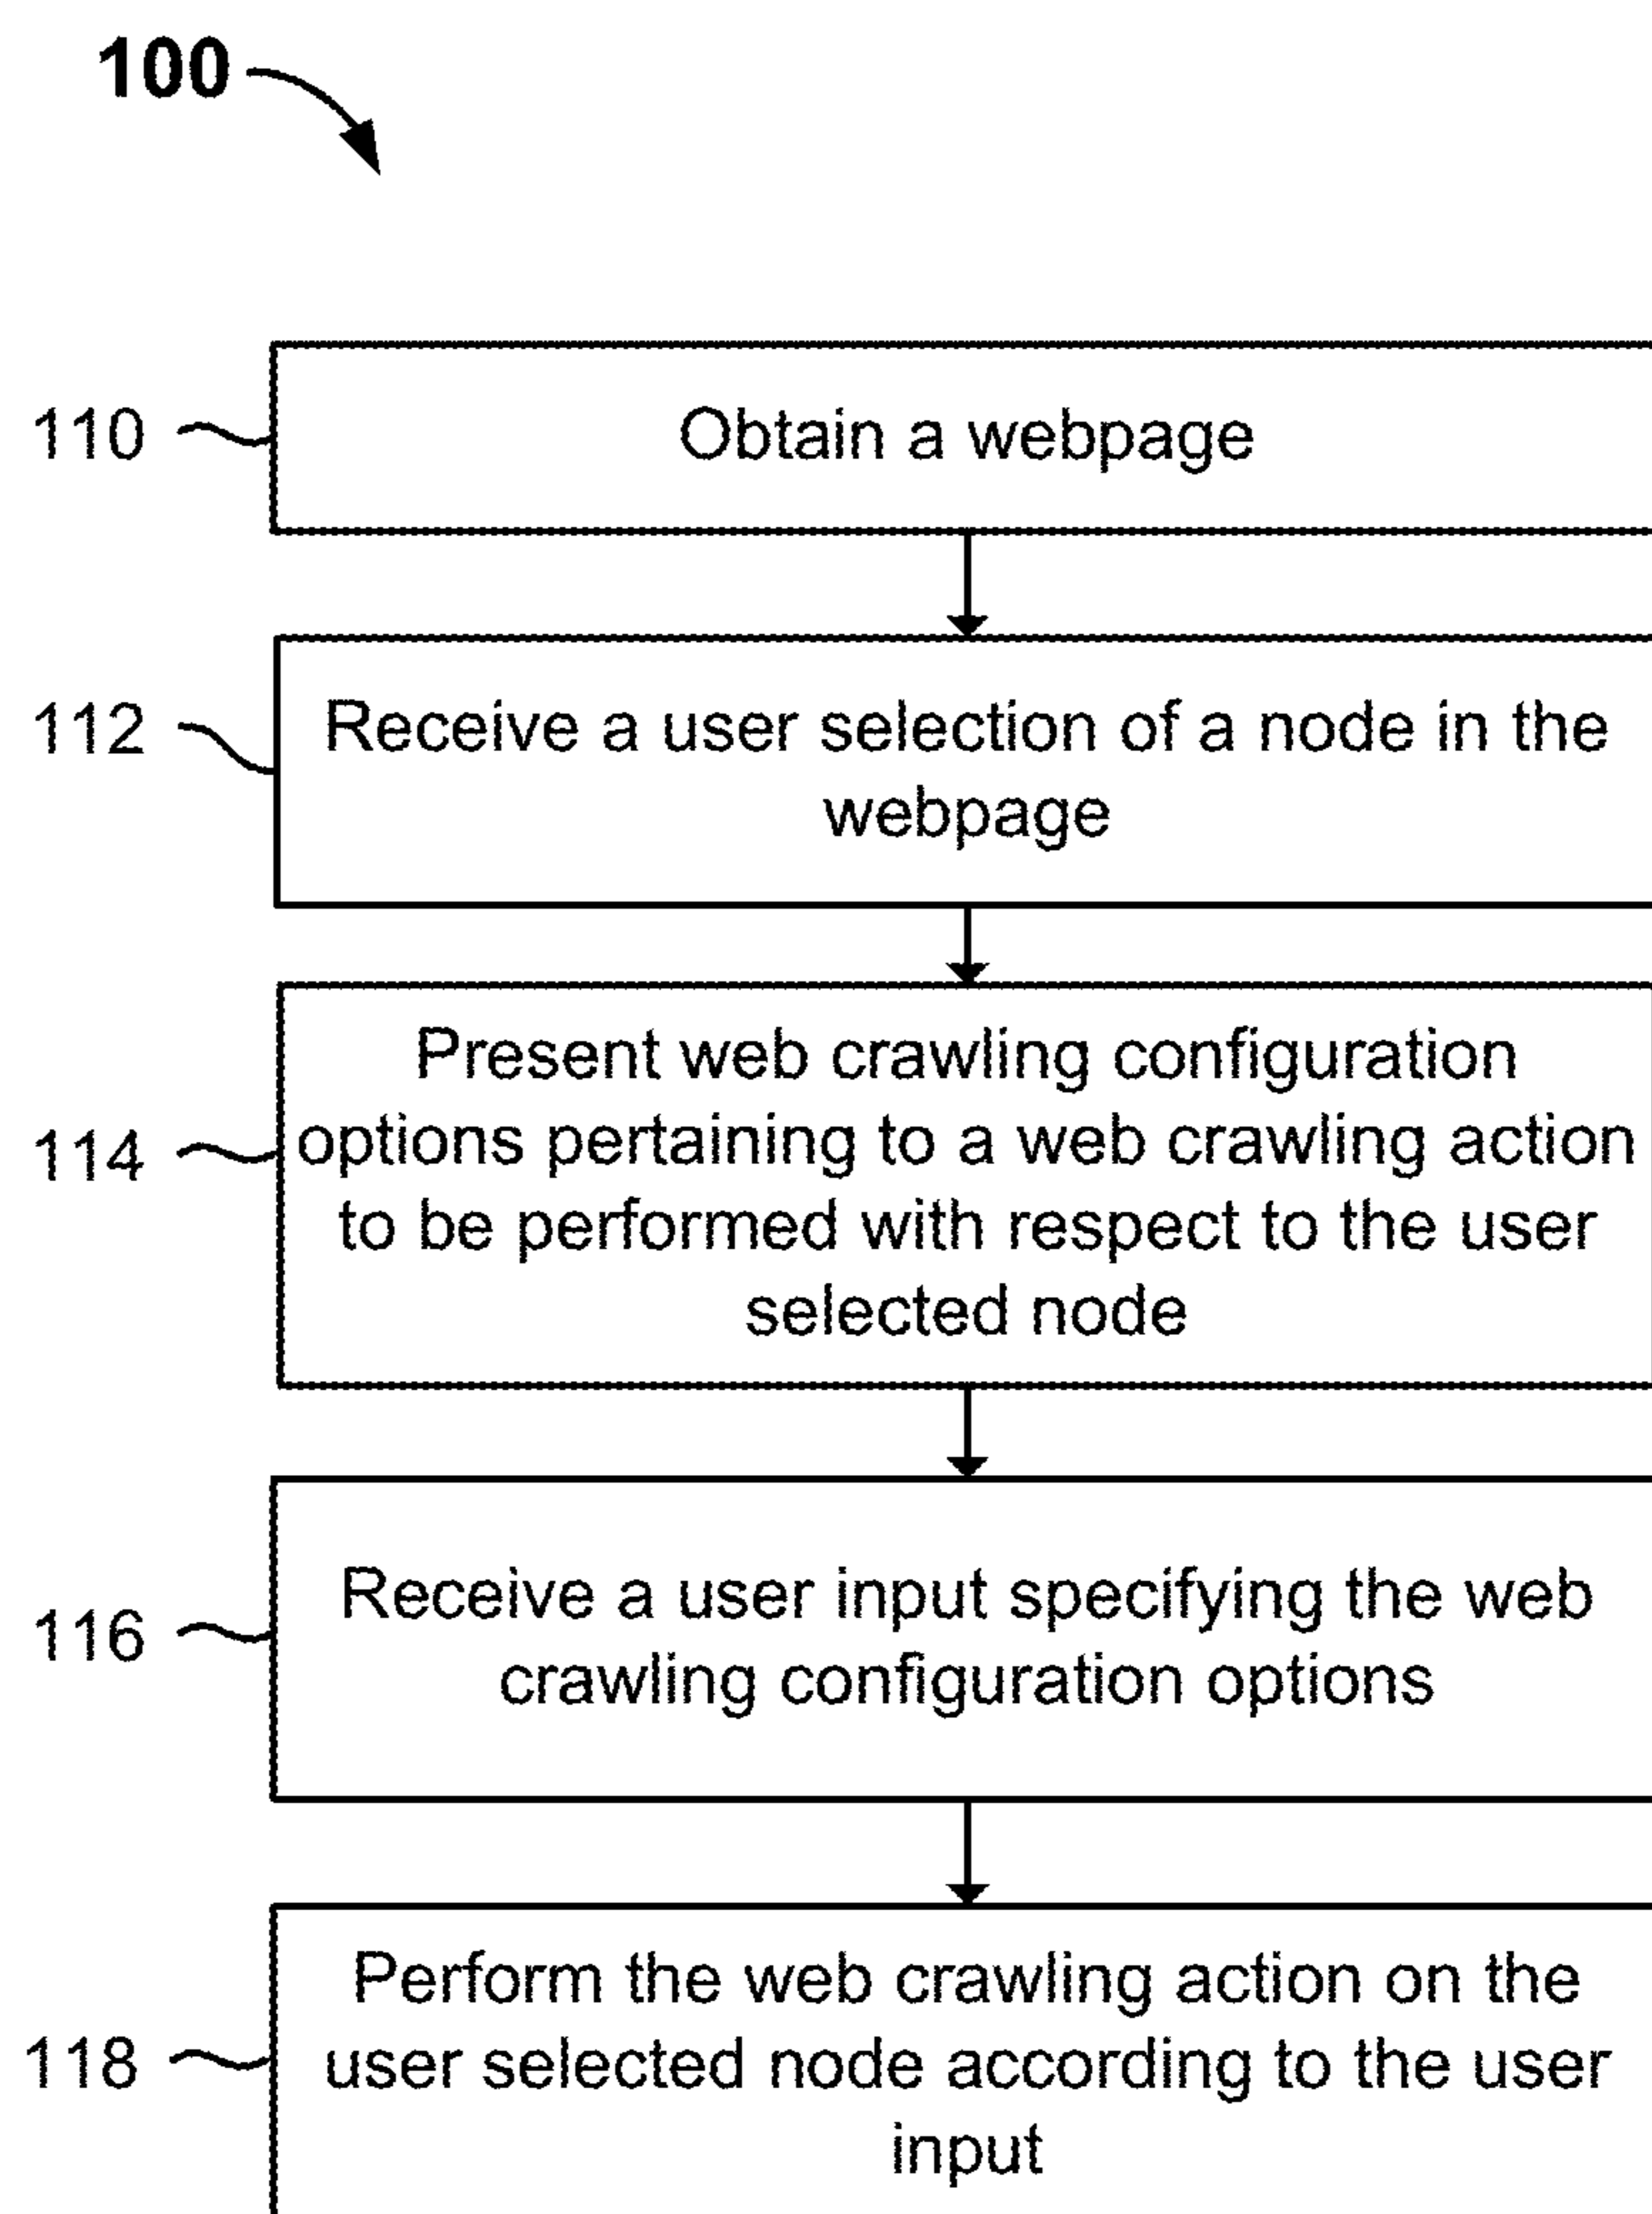 100
110
Obtain a webpage
112
Receive a user selection of a node in the
webpage
114
Present web crawling configuration
options pertaining to a web crawling action
to be performed with respect to the user
selected node
116
Receive a user input specifying the web
crawling configuration options
118
Perform the web crawling action on the
user selected node according to the user
input